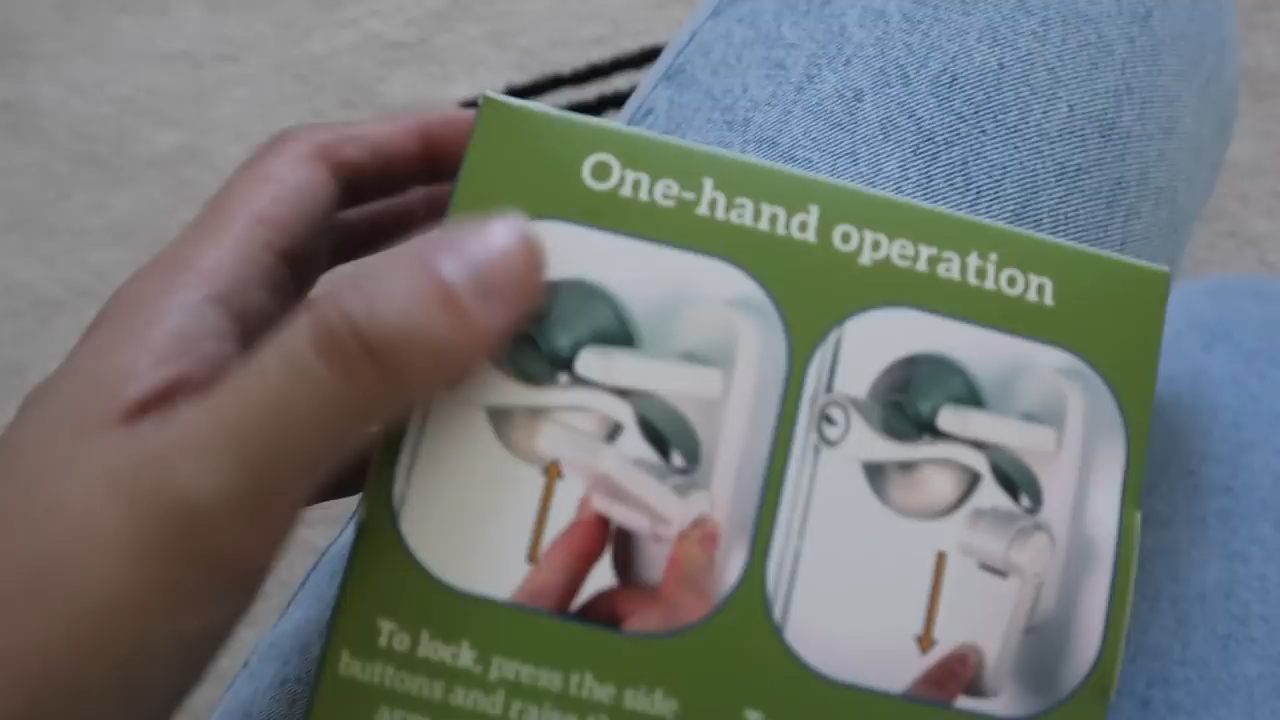 One-hand operation
To lock, press the side
buttons and raise the